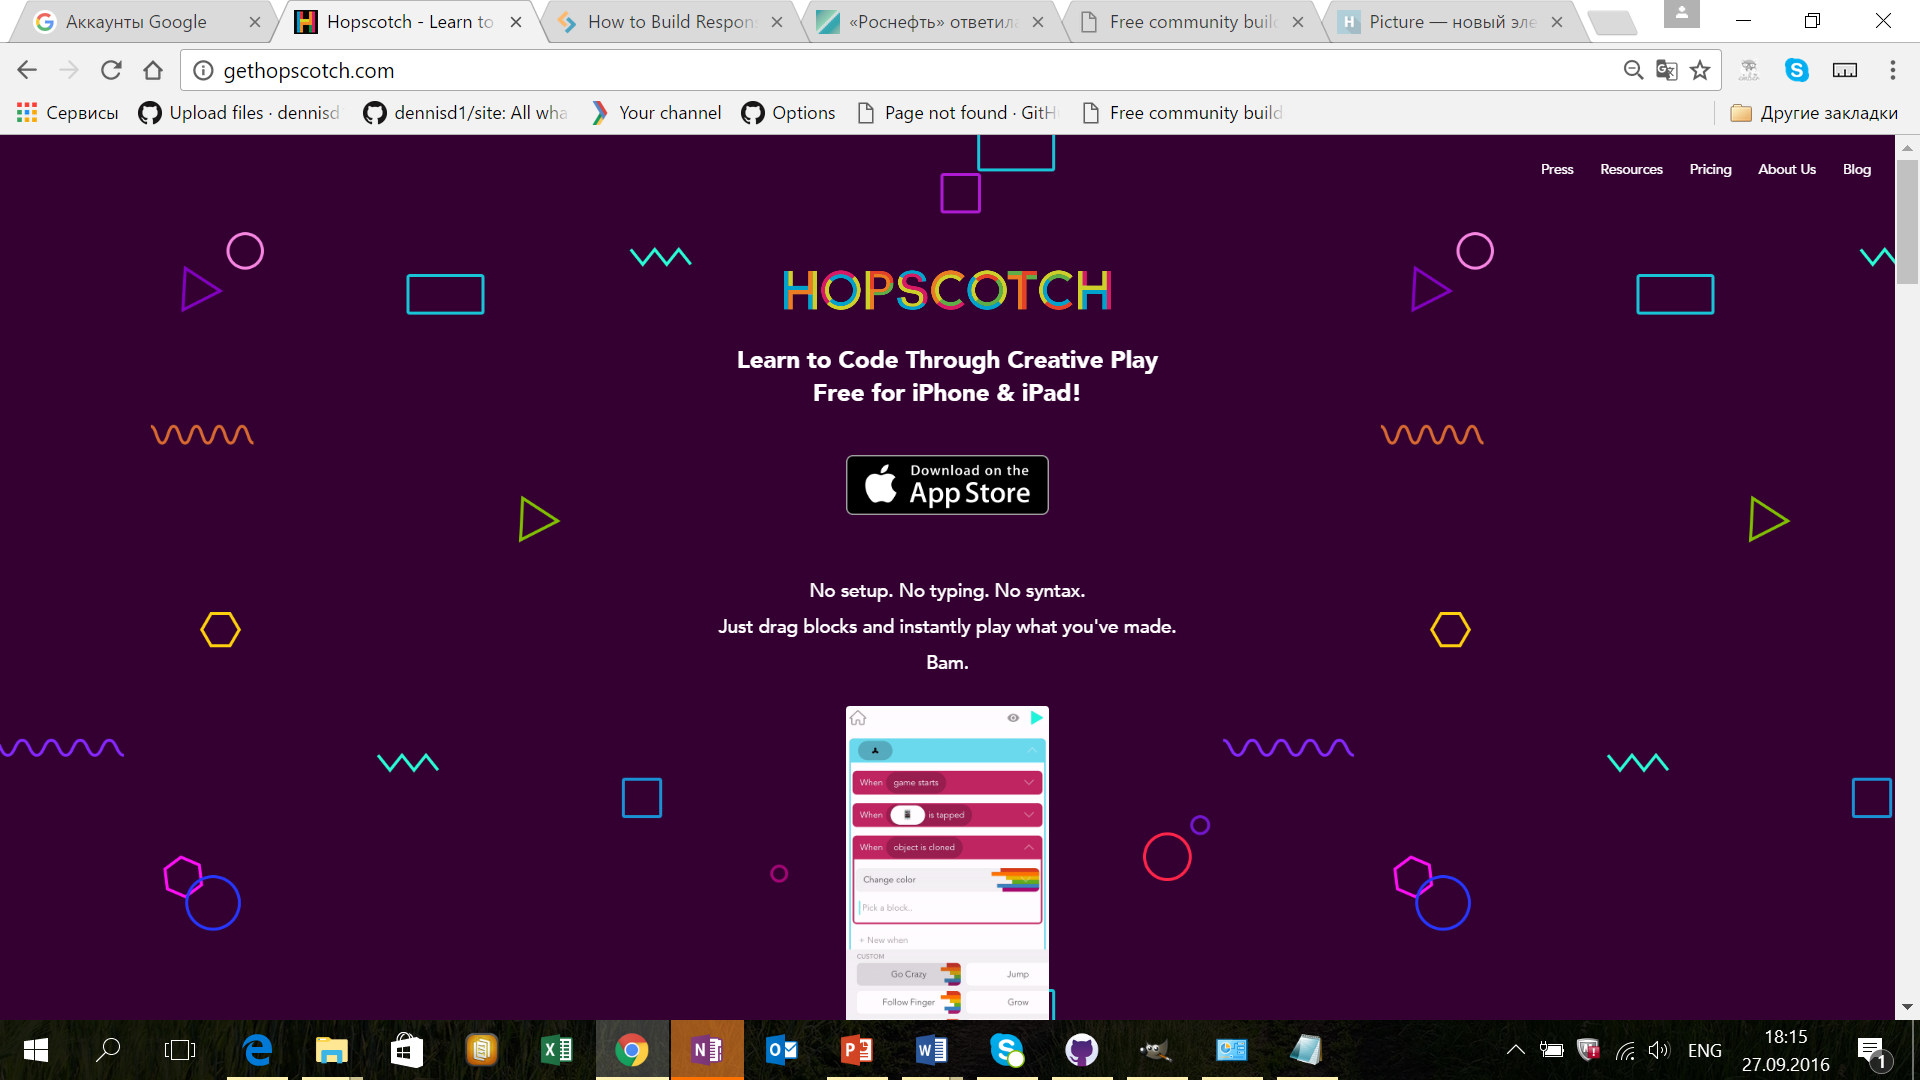 Аккаунты Google
Hopscotch - Learn to
How to Build Respons
«Роснефть» ответила
Free community build
Picture — новый эле
gethopscotch.com
Сервисы
Upload files · dennisd
dennisd1/site: All wha
Your channel
Options
Page not found · GitH
Free community build
Другие закладки
Press
Resources
Pricing
About Us
Blog
HOPSCOTCH
Learn to Code Through Creative Play
Free for iPhone & iPad!
Download on the
App Store
No setup. No typing. No syntax.
Just drag blocks and instantly play what you've made.
Bam.
When game starts
When is tapped
When object is cloned
Change color
Pick a block..
+ New when
CUSTOM
Go Crazy
Jump
Follow Finger
Grow
ENG
18:15
27.09.2016
1